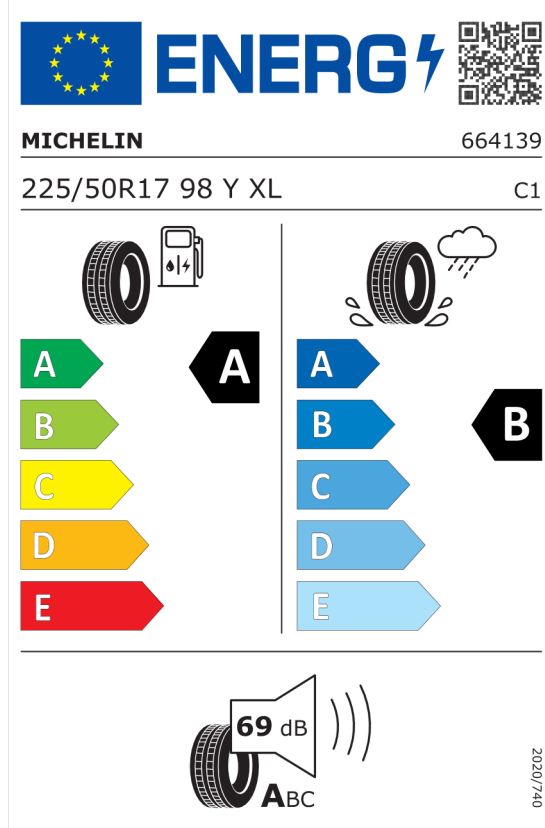 ENERG
MICHELIN 664139
225/50R17 98 Y XL C1
A A A
B B B
C C
D D
E E
69 dB
ABC
2020/740